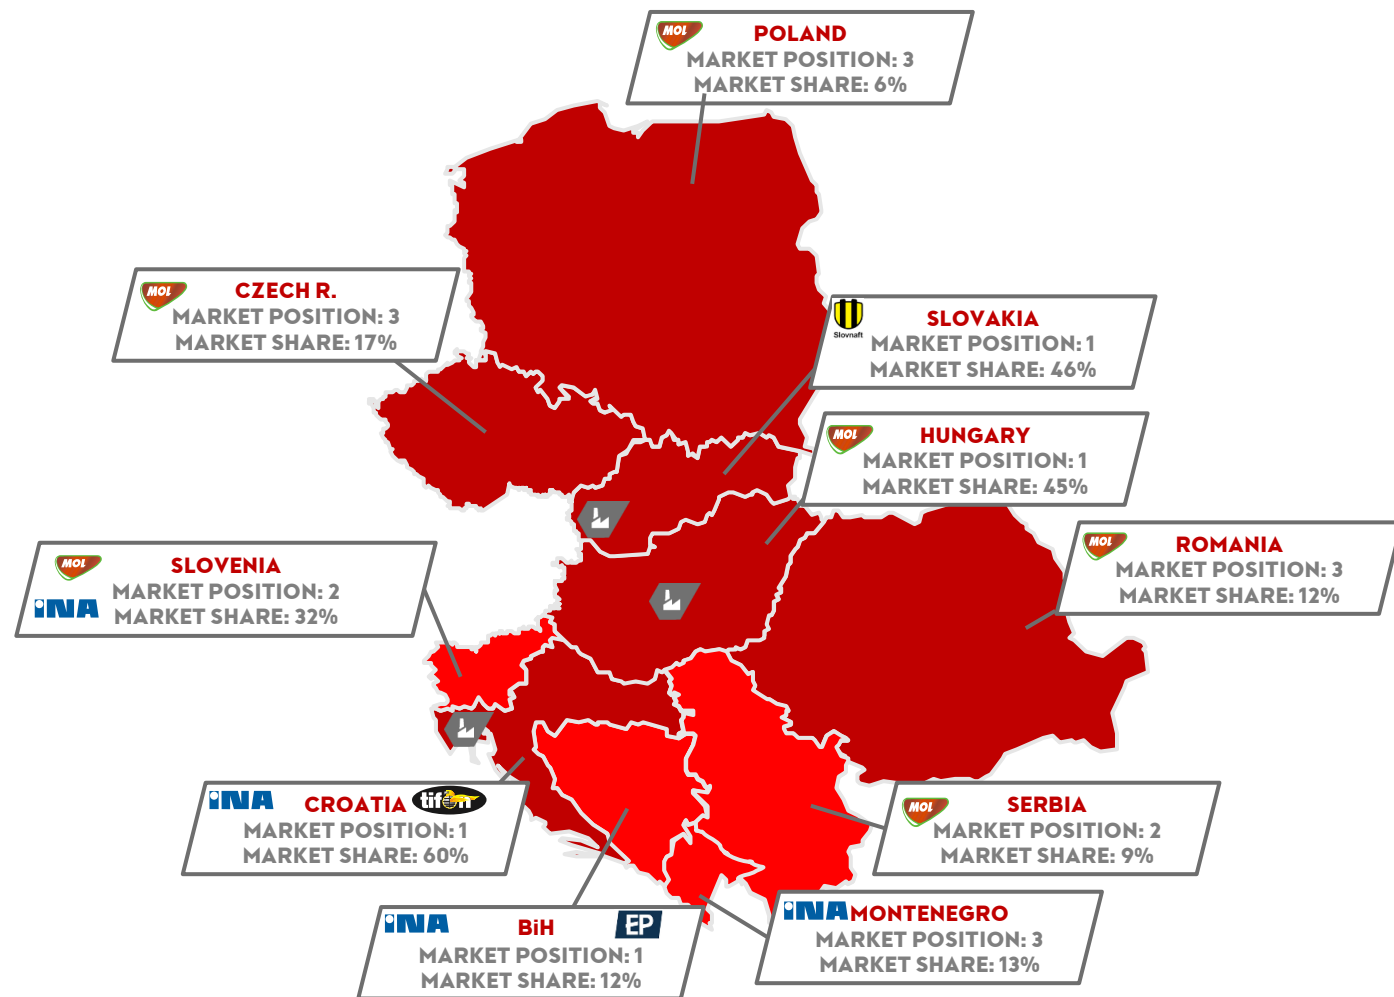 MOL
POLAND
MARKET POSITION: 3
MARKET SHARE: 6%
MOL
CZECH R.
MARKET POSITION: 3
MARKET SHARE: 17%
Slovnaft
SLOVAKIA
MARKET POSITION: 1
MARKET SHARE: 46%
MOL
HUNGARY
MARKET POSITION: 1
MARKET SHARE: 45%
MOL
ROMANIA
MARKET POSITION: 3
MARKET SHARE: 12%
MOL
INA
SLOVENIA
MARKET POSITION: 2
MARKET SHARE: 32%
INA
CROATIA
tifon
MARKET POSITION: 1
MARKET SHARE: 60%
MOL
SERBIA
MARKET POSITION: 2
MARKET SHARE: 9%
INA
BiH
EP
MARKET POSITION: 1
MARKET SHARE: 12%
INA
MONTENEGRO
MARKET POSITION: 3
MARKET SHARE: 13%